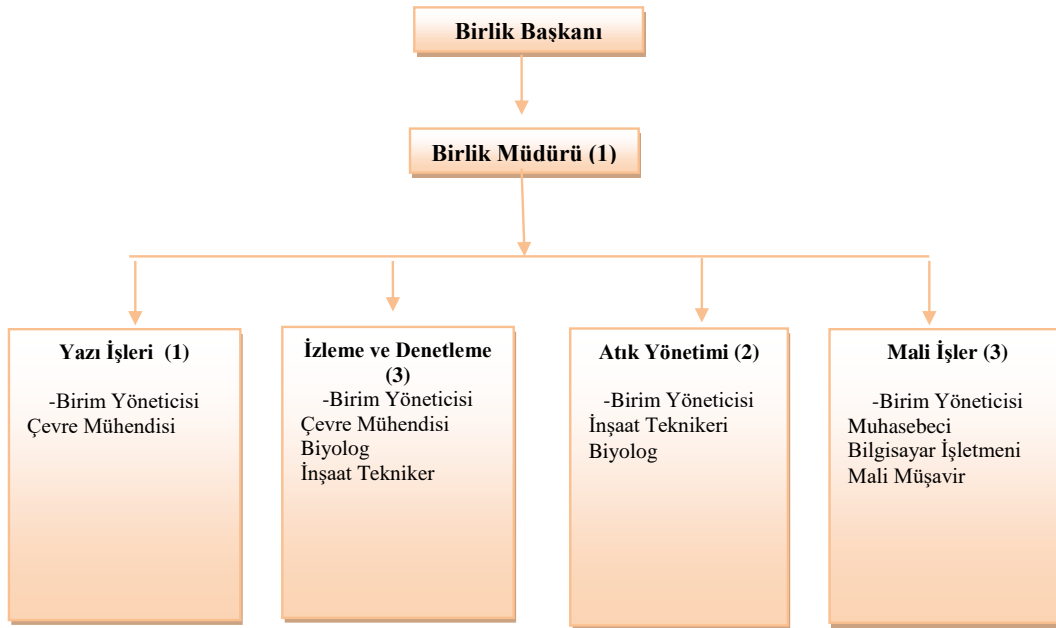 Birlik Başkanı
Birlik Müdürü (1)
Yazı İşleri (1)
-Birim Yöneticisi
Çevre Mühendisi
İzleme ve Denetleme
(3)
-Birim Yöneticisi
Çevre Mühendisi
Biyolog
İnşaat Tekniker
Atık Yönetimi (2)
-Birim Yöneticisi
İnşaat Teknikeri
Biyolog
Mali İşler (3)
-Birim Yöneticisi
Muhasebeci
Bilgisayar İşletmeni
Mali Müşavir